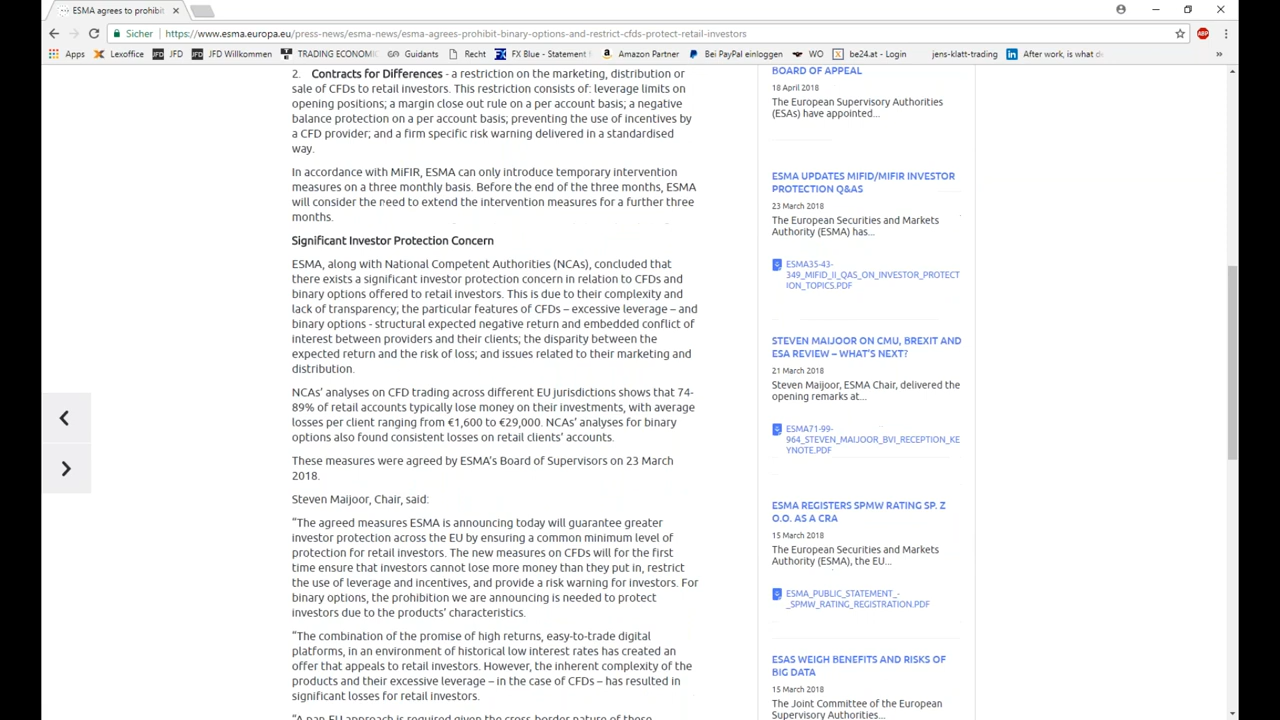 ESMA agrees to prohibit
Sicher
https://www.esma.europa.eu/press-news/esma-news/esma-agrees-prohibit-binary-options-and-restrict-cfds-protect-retail-investors
ABP
Apps
Lexoffice
JFD
JFD Willkommen
TRADING ECONOMIC
Guidants
Recht
FX Blue - Statement
Amazon Partner
Bei PayPal einloggen
WO
be24.at - Login
jens-klatt-trading
After work, is what d
2. Contracts for Differences - a restriction on the marketing, distribution or
sale of CFDs to retail investors. This restriction consists of: leverage limits on
opening positions; a margin close out rule on a per account basis; a negative
balance protection on a per account basis; preventing the use of incentives by
a CFD provider; and a firm specific risk warning delivered in a standardised
way.
In accordance with MiFIR, ESMA can only introduce temporary intervention
measures on a three monthly basis. Before the end of the three months, ESMA
will consider the need to extend the intervention measures for a further three
months.
Significant Investor Protection Concern
ESMA, along with National Competent Authorities (NCAs), concluded that
there exists a significant investor protection concern in relation to CFDs and
binary options offered to retail investors. This is due to their complexity and
lack of transparency; the particular features of CFDs – excessive leverage – and
binary options - structural expected negative return and embedded conflict of
interest between providers and their clients; the disparity between the
expected return and the risk of loss; and issues related to their marketing and
distribution.
NCAs' analyses on CFD trading across different EU jurisdictions shows that 74-
89% of retail accounts typically lose money on their investments, with average
losses per client ranging from €1,600 to €29,000. NCAs' analyses for binary
options also found consistent losses on retail clients' accounts.
These measures were agreed by ESMA's Board of Supervisors on 23 March
2018.
Steven Maijoor, Chair, said:
“The agreed measures ESMA is announcing today will guarantee greater
investor protection across the EU by ensuring a common minimum level of
protection for retail investors. The new measures on CFDs will for the first
time ensure that investors cannot lose more money than they put in, restrict
the use of leverage and incentives, and provide a risk warning for investors. For
binary options, the prohibition we are announcing is needed to protect
investors due to the products' characteristics.
“The combination of the promise of high returns, easy-to-trade digital
platforms, in an environment of historical low interest rates has created an
offer that appeals to retail investors. However, the inherent complexity of the
products and their excessive leverage – in the case of CFDs – has resulted in
significant losses for retail investors.
“A pan-EU approach is required given the cross-border nature of these
BOARD OF APPEAL
18 April 2018
The European Supervisory Authorities
(ESAs) have appointed...
ESMA UPDATES MIFID/MIFIR INVESTOR
PROTECTION Q&AS
23 March 2018
The European Securities and Markets
Authority (ESMA) has...
ESMA35-43-
349_MIFID_II_QAS_ON_INVESTOR_PROTECT
ION_TOPICS.PDF
STEVEN MAIJOOR ON CMU, BREXIT AND
ESA REVIEW – WHAT'S NEXT?
21 March 2018
Steven Maijoor, ESMA Chair, delivered the
opening remarks at...
ESMA71-99-
964_STEVEN_MAIJOOR_BVI_RECEPTION_KE
YNOTE.PDF
ESMA REGISTERS SPMW RATING SP. Z
O.O. AS A CRA
15 March 2018
The European Securities and Markets
Authority (ESMA), the EU...
ESMA_PUBLIC_STATEMENT_-
_SPMW_RATING_REGISTRATION.PDF
ESAS WEIGH BENEFITS AND RISKS OF
BIG DATA
15 March 2018
The Joint Committee of the European
Supervisory Authorities...